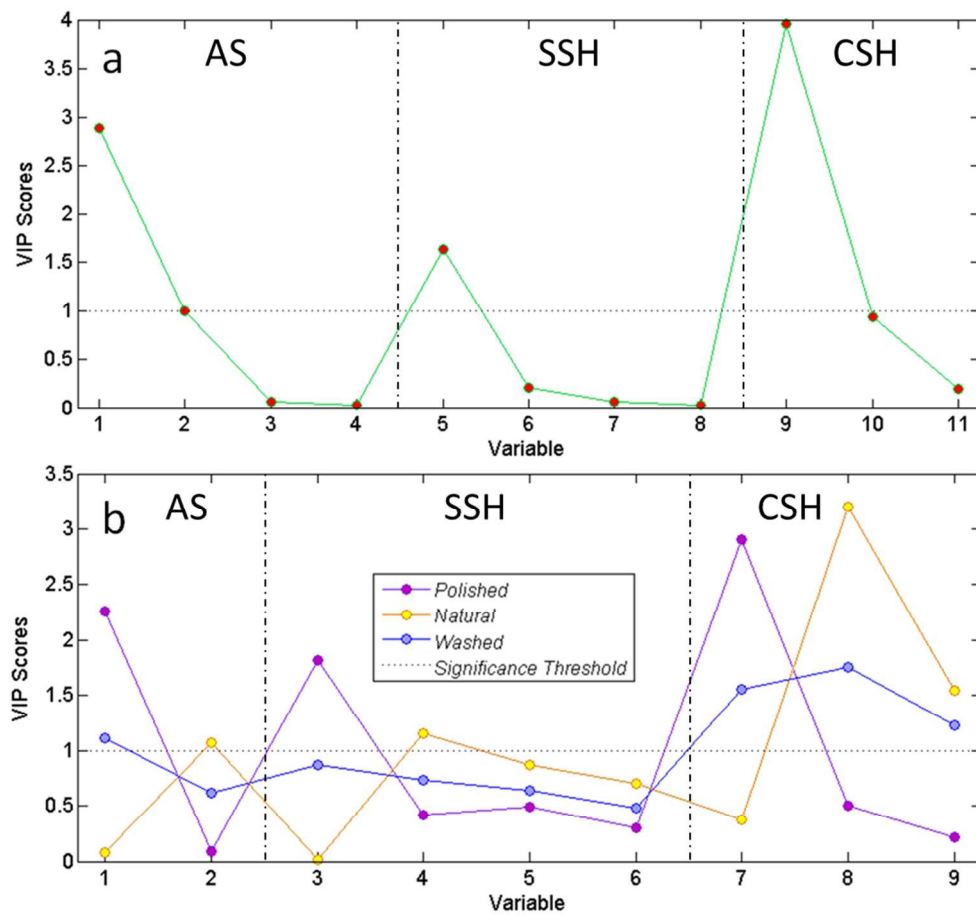 a AS SSH CSH
4
3.5
3
2.5
2
1.5
1
0.5
0
VIP Scores
1 2 3 4 5 6 7 8 9 10 11
Variable
b AS SSH CSH
3.5
3
2.5
2
1.5
1
0.5
0
VIP Scores
Polished
Natural
Washed
Significance Threshold
1 2 3 4 5 6 7 8 9
Variable